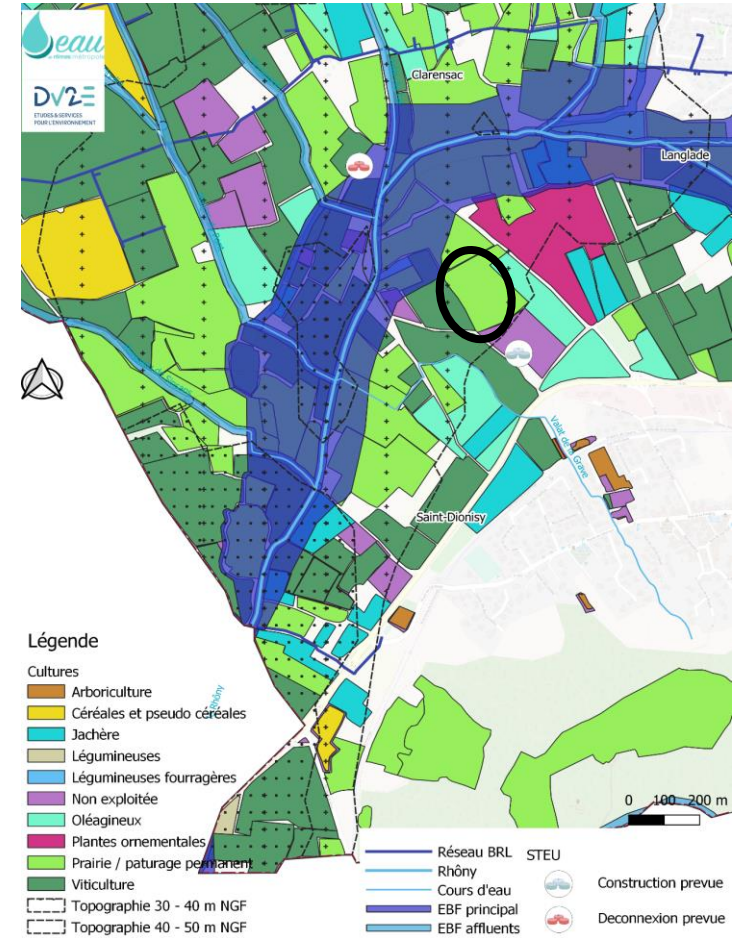 eau
DV2E
ETUDES & SERVICES
POUR L'ENVIRONNEMENT
Clarensac
Langlade
Valat de la Grave
Saint-Dionisy
Rhôny
Légende
Cultures
Arboriculture
Céréales et pseudo céréales
Jachère
Légumineuses
Légumineuses fourragères
Non exploitée
Oléagineux
Plantes ornementales
Prairie / paturage permanent
Viticulture
Topographie 30 - 40 m NGF
Topographie 40 - 50 m NGF
0 100 200 m
Réseau BRL
Rhôny
Cours d'eau
EBF principal
EBF affluents
STEU
Construction prevue
Deconnexion prevue